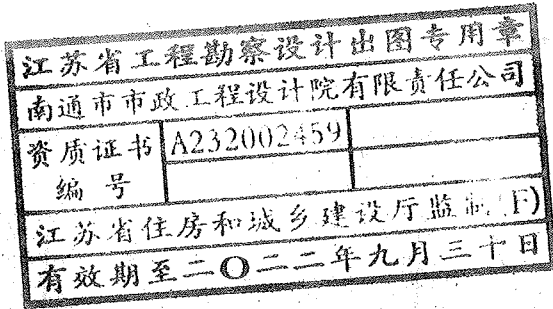 江苏省工程勘察设计出图专用章
南通市市政工程设计院有限责任公司
资质证书
编号
A232002459
江苏省住房和城乡建设厅监制(F)
有效期至二〇二二年九月三十日